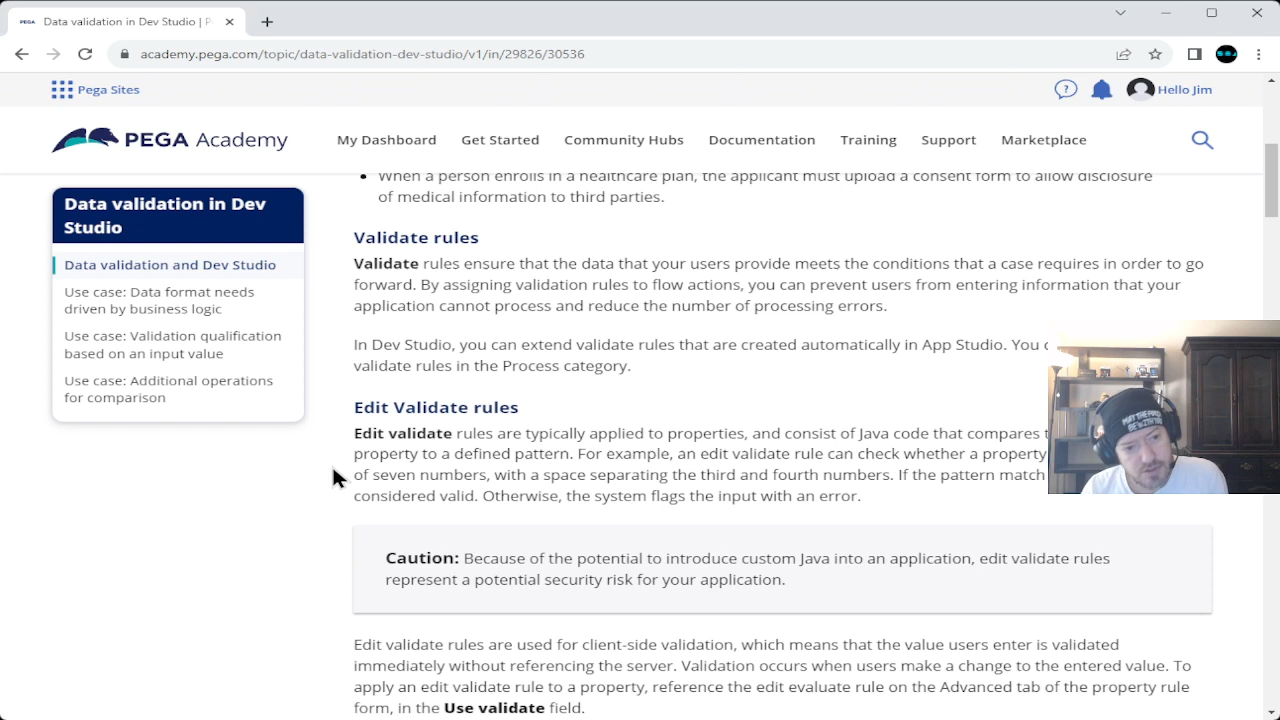 PEGA Data validation in Dev Studio | P
academy.pega.com/topic/data-validation-dev-studio/v1/in/29826/30536
Pega Sites
Hello Jim
PEGA Academy
My Dashboard Get Started Community Hubs Documentation Training Support Marketplace
Data validation in Dev
Studio
Data validation and Dev Studio
Use case: Data format needs
driven by business logic
Use case: Validation qualification
based on an input value
Use case: Additional operations
for comparison
When a person enrolls in a healthcare plan, the applicant must upload a consent form to allow disclosure
of medical information to third parties.
Validate rules
Validate rules ensure that the data that your users provide meets the conditions that a case requires in order to go
forward. By assigning validation rules to flow actions, you can prevent users from entering information that your
application cannot process and reduce the number of processing errors.
In Dev Studio, you can extend validate rules that are created automatically in App Studio. You
validate rules in the Process category.
Edit Validate rules
Edit validate rules are typically applied to properties, and consist of Java code that compares
property to a defined pattern. For example, an edit validate rule can check whether a property
of seven numbers, with a space separating the third and fourth numbers. If the pattern match
considered valid. Otherwise, the system flags the input with an error.
MAY THE
BE WITH YOU
Caution: Because of the potential to introduce custom Java into an application, edit validate rules
represent a potential security risk for your application.
Edit validate rules are used for client-side validation, which means that the value users enter is validated
immediately without referencing the server. Validation occurs when users make a change to the entered value. To
apply an edit validate rule to a property, reference the edit evaluate rule on the Advanced tab of the property rule
form, in the Use validate field.